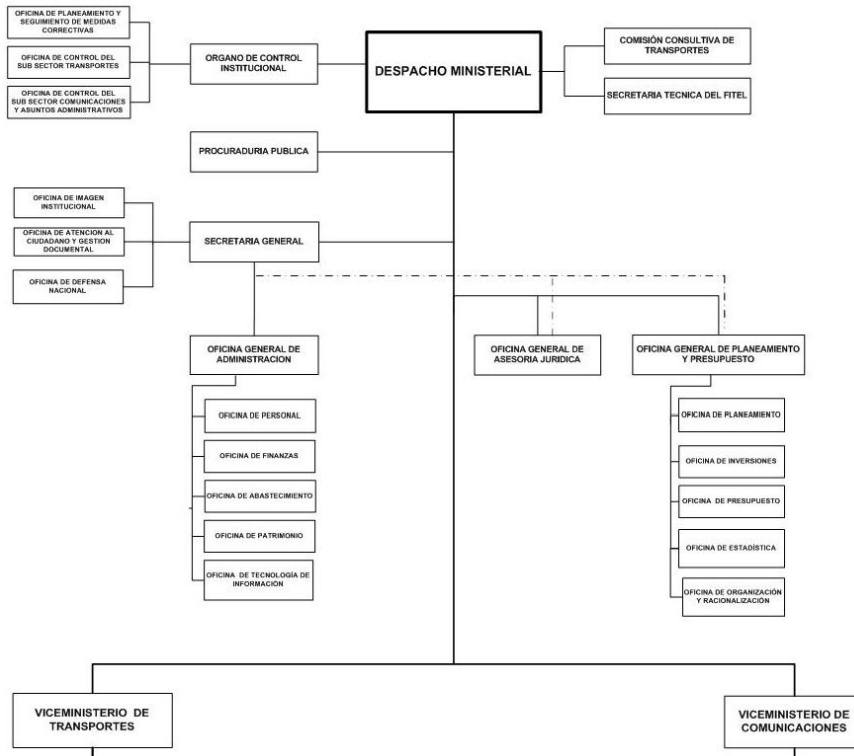 OFICINA DE PLANEAMIENTO Y
SEGUIMIENTO DE MEDIDAS
CORRECTIVAS
OFICINA DE CONTROL DEL
SUB SECTOR TRANSPORTES
OFICINA DE CONTROL DEL
SUB SECTOR COMUNICACIONES
Y ASUNTOS ADMINISTRATIVOS
ORGANO DE CONTROL
INSTITUCIONAL
DESPACHO MINISTERIAL
COMISIÓN CONSULTIVA DE
TRANSPORTES
SECRETARIA TECNICA DEL FITEL
PROCURADURIA PUBLICA
OFICINA DE IMAGEN
INSTITUCIONAL
OFICINA DE ATENCION AL
CIUDADANO Y GESTION
DOCUMENTAL
OFICINA DE DEFENSA
NACIONAL
SECRETARIA GENERAL
OFICINA GENERAL DE
ADMINISTRACION
OFICINA DE PERSONAL
OFICINA DE FINANZAS
OFICINA DE ABASTECIMIENTO
OFICINA DE PATRIMONIO
OFICINA DE TECNOLOGÍA DE
INFORMACIÓN
OFICINA GENERAL DE
ASESORIA JURIDICA
OFICINA GENERAL DE PLANEAMIENTO
Y PRESUPUESTO
OFICINA DE PLANEAMIENTO
OFICINA DE INVERSIONES
OFICINA DE PRESUPUESTO
OFICINA DE ESTADÍSTICA
OFICINA DE ORGANIZACIÓN
Y RACIONALIZACIÓN
VICEMINISTERIO DE
TRANSPORTES
VICEMINISTERIO DE
COMUNICACIONES